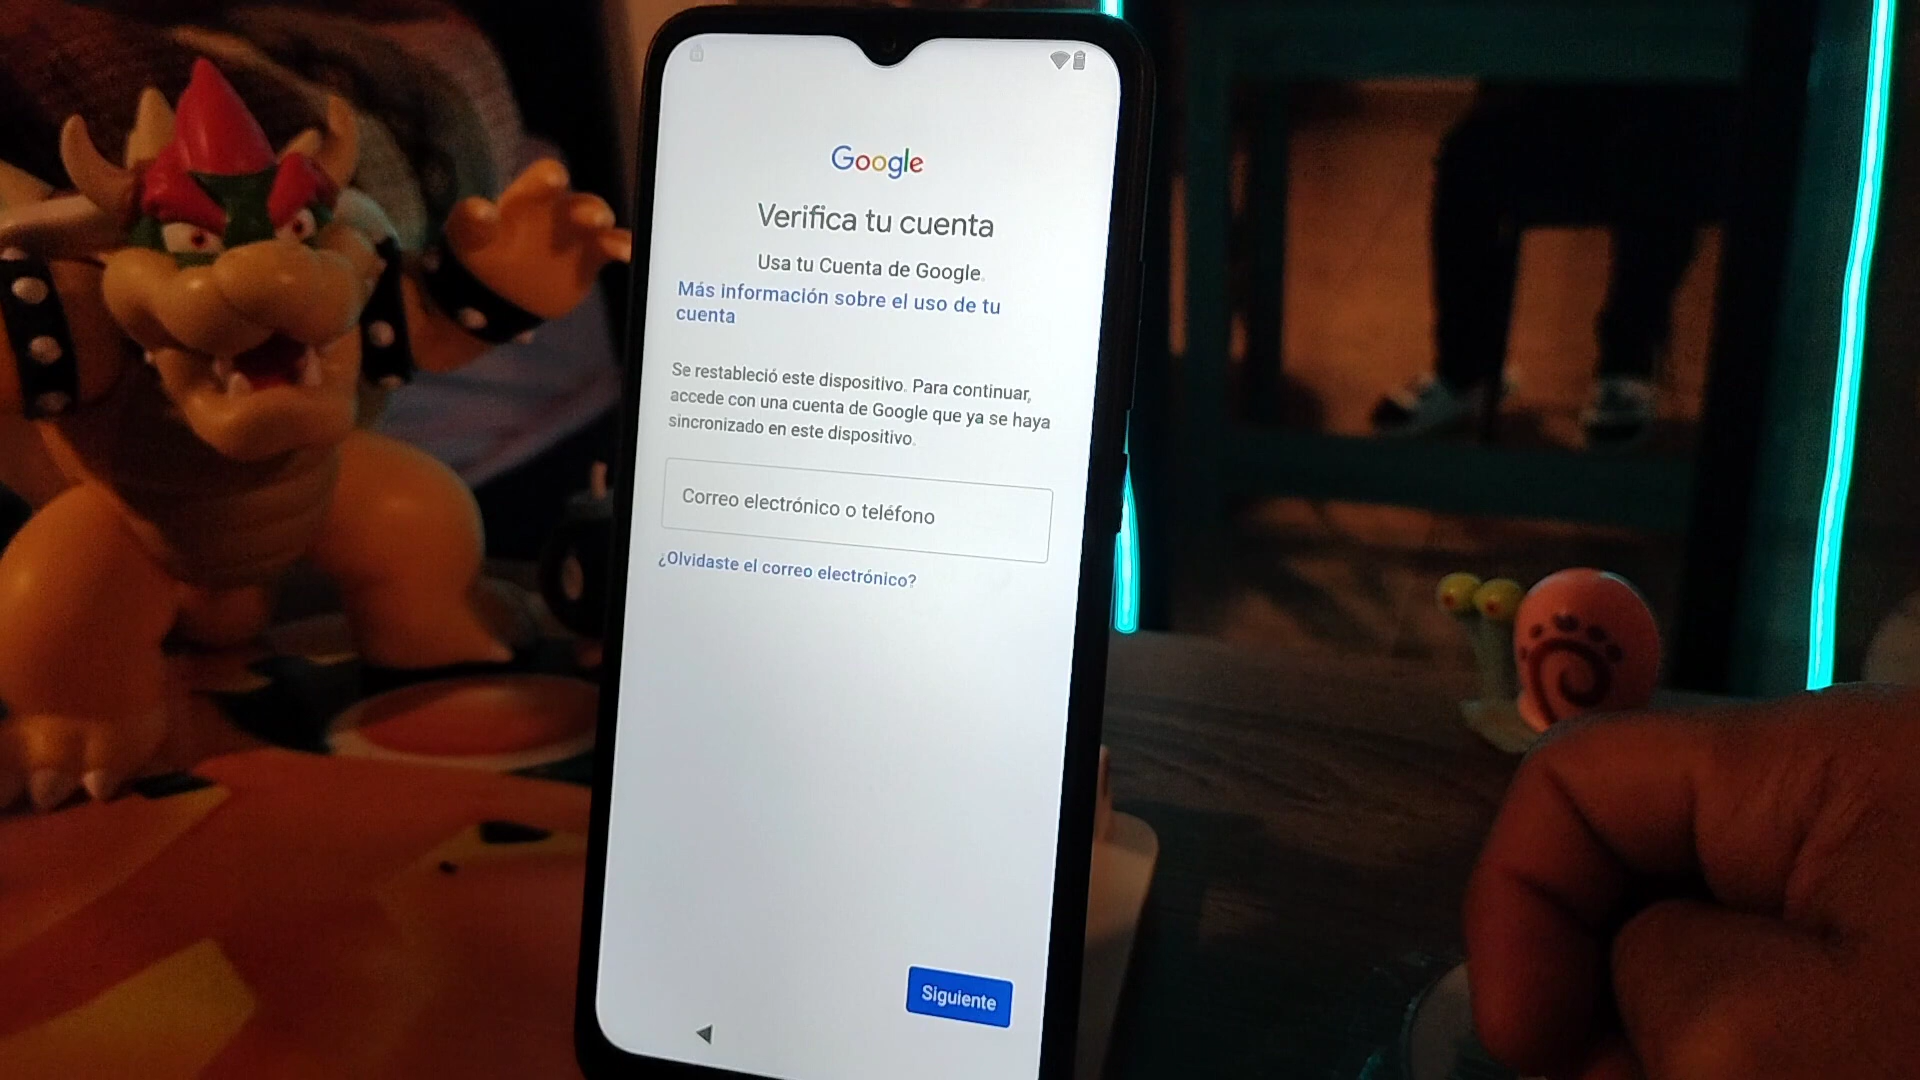 Google
Verifica tu cuenta
Usa tu Cuenta de Google.
Más información sobre el uso de tu
cuenta
Se restableció este dispositivo. Para continuar,
accede con una cuenta de Google que ya se haya
sincronizado en este dispositivo.
Correo electrónico o teléfono
¿Olvidaste el correo electrónico?
Siguiente